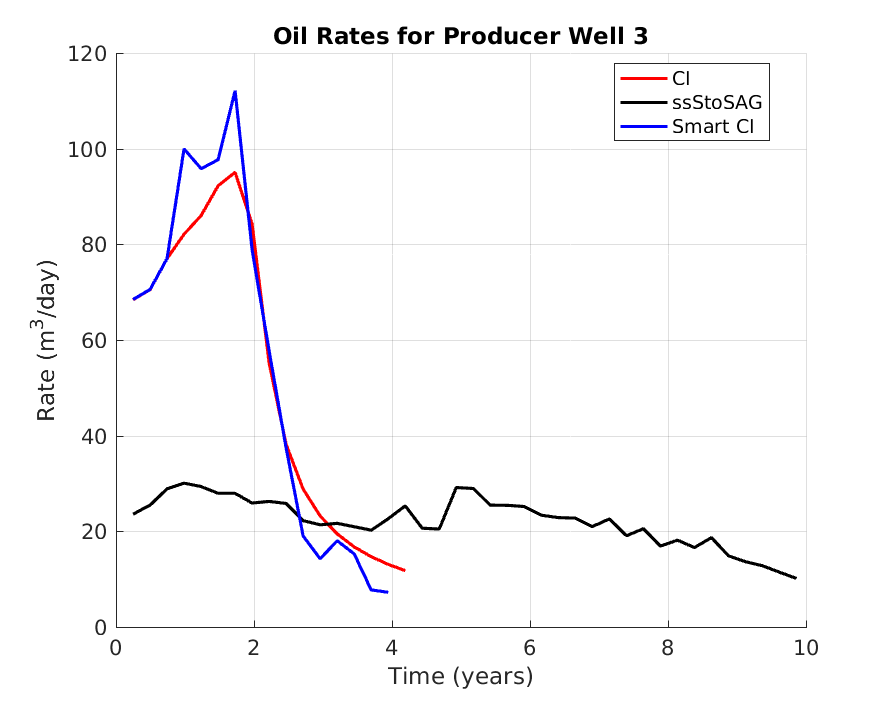 Oil Rates for Producer Well 3
120
100
80
60
40
20
0
Rate (m³/day)
CI
ssStoSAG
Smart CI
0 2 4 6 8 10
Time (years)